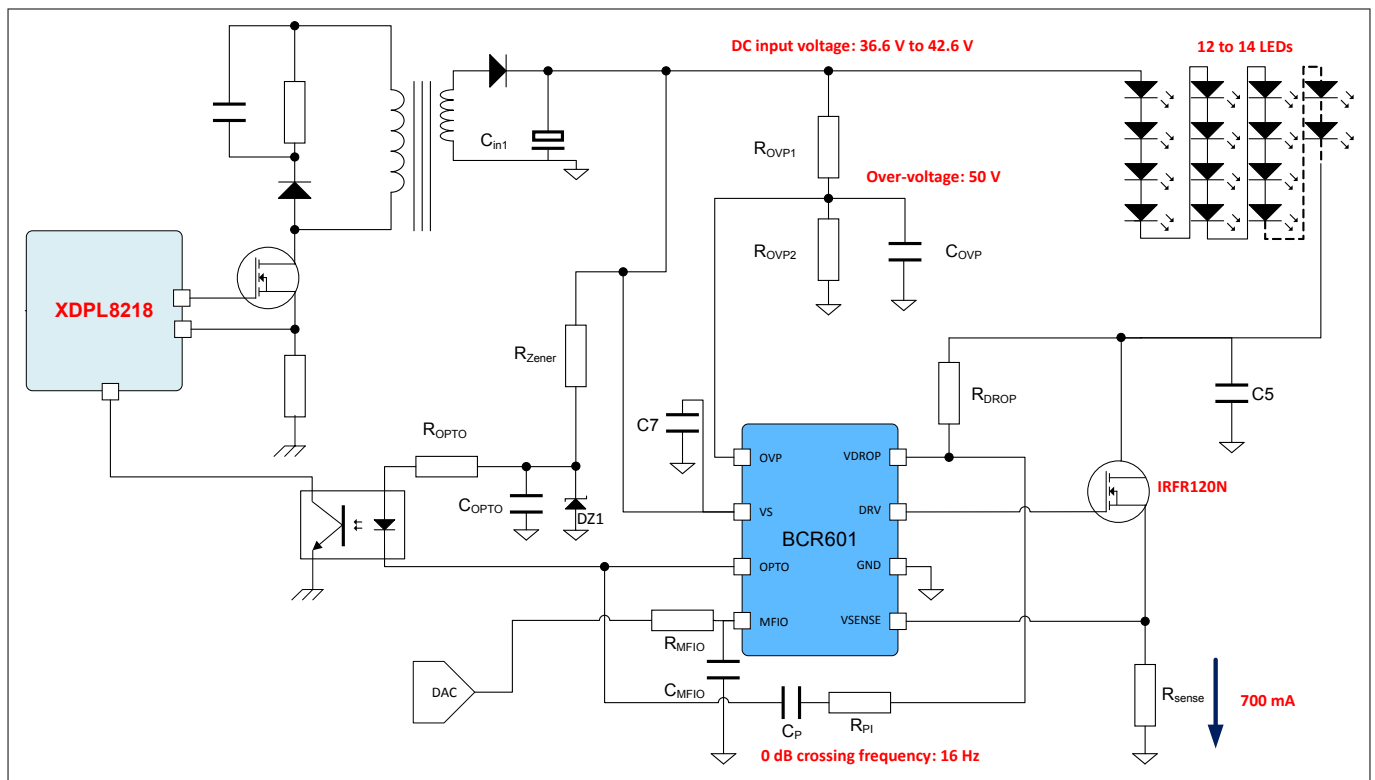 DC input voltage: 36.6 V to 42.6 V
12 to 14 LEDs
Cin1
ROVP1
Over-voltage: 50 V
ROVP2
COVP
XDPL8218
RZener
RDROP
C5
C7
ROPTO
COPTO
DZ1
OVP
VDROP
IRFR120N
VS
DRV
BCR601
OPTO
GND
MFIO
VSENSE
RMFIO
CMFIO
DAC
CP
RPI
Rsense
700 mA
0 dB crossing frequency: 16 Hz